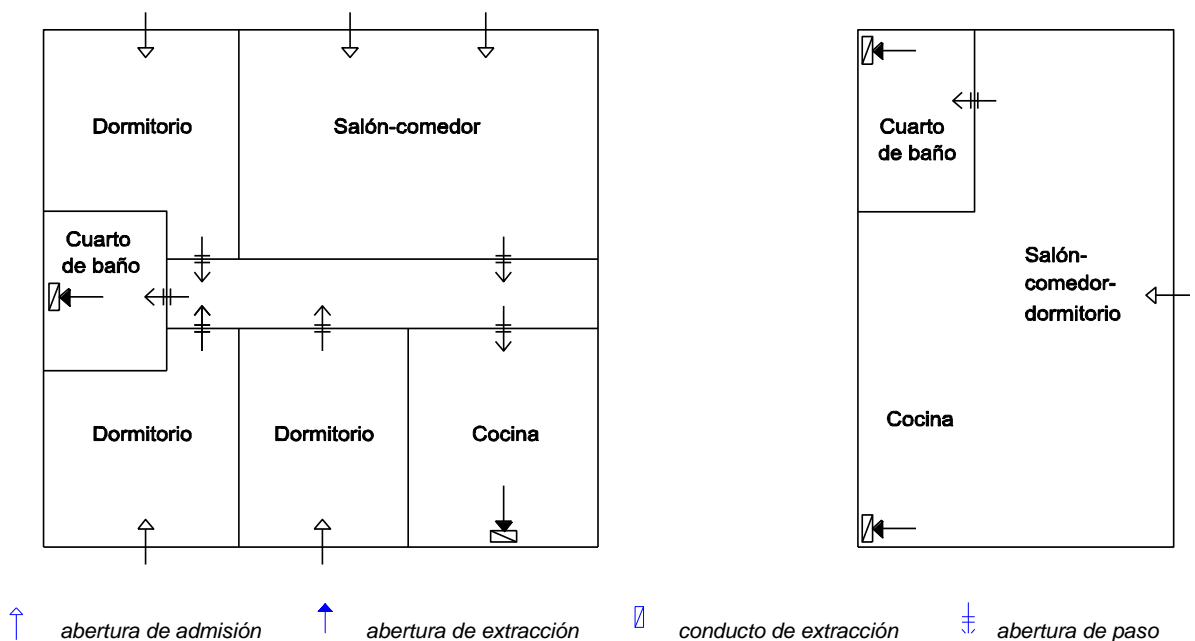 Dormitorio
Salón-comedor
Cuarto
de baño
Dormitorio
Dormitorio
Cocina
Cuarto
de baño
Salón-
comedor-
dormitorio
Cocina
abertura de admisión
abertura de extracción
conducto de extracción
abertura de paso